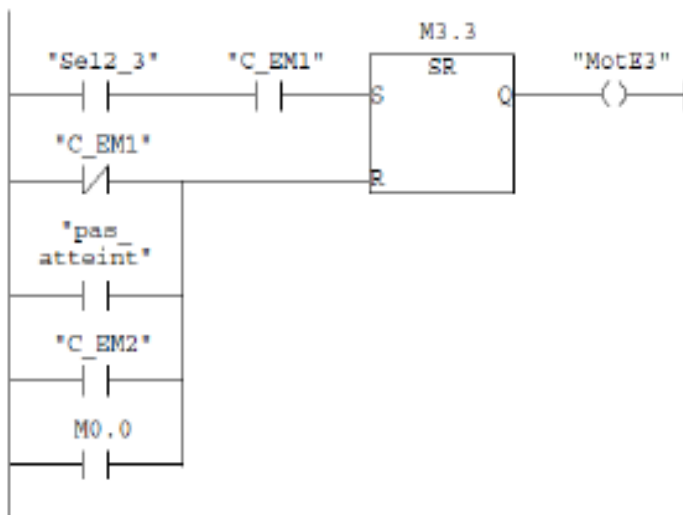 M3.3
"Sel2_3" "C_EM1" SR "MotE3"
S Q
"C_EM1"
R
"pas_
atteint"
"C_EM2"
M0.0